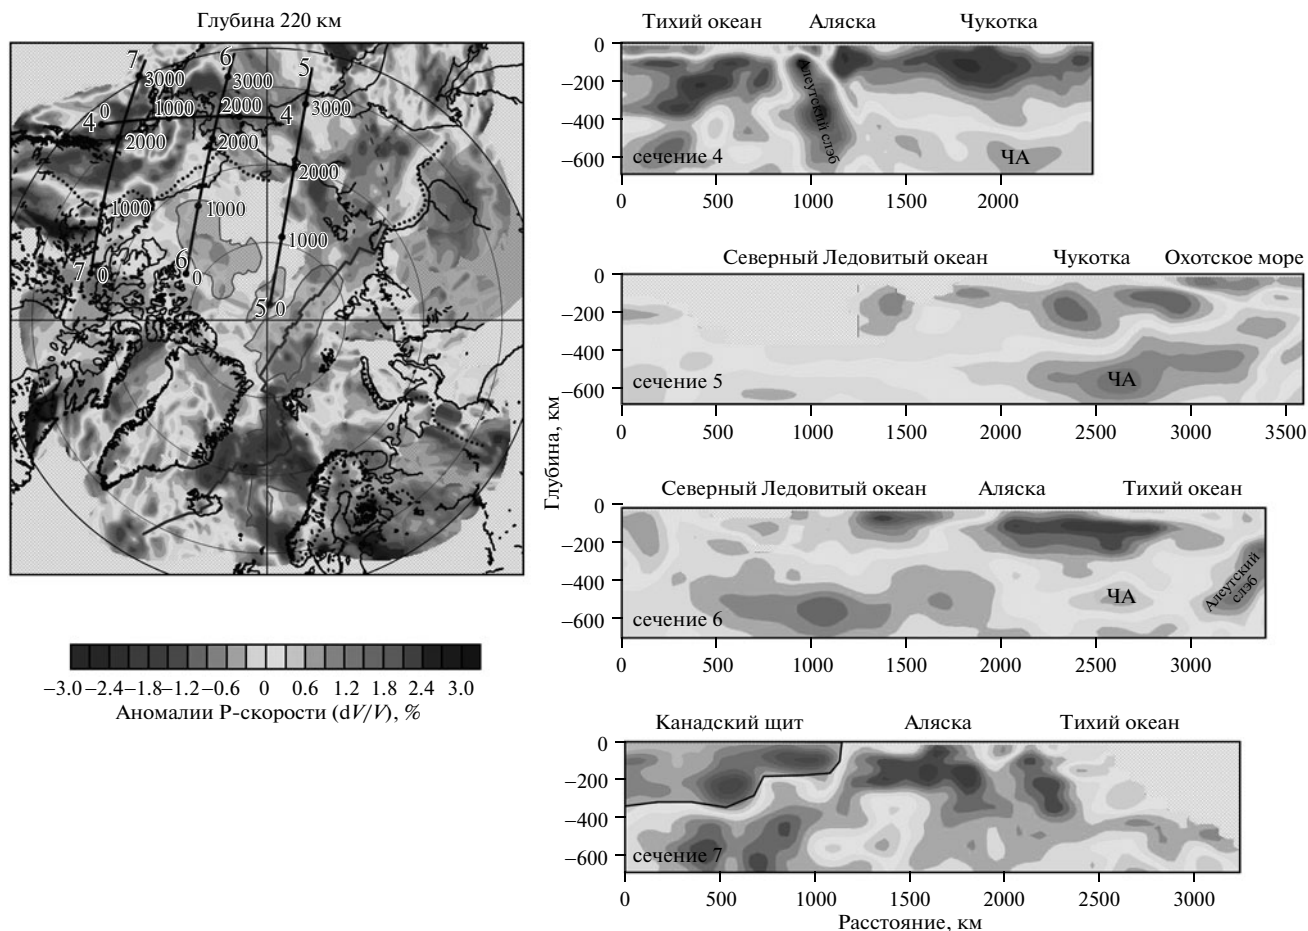 Глубина 220 км
7
6
5
3000
3000
3000
0
1000
2000
4
4
2000
2000
2000
1000
1000
1000
7
0
6
0
5
0
−3.0 −2.4 −1.8 −1.2 −0.6 0 0.6 1.2 1.8 2.4 3.0
Аномалии P-скорости (dV/V), %
Тихий океан Аляска Чукотка
0
−200
−400
−600
Алеутский слэб
сечение 4
ЧА
0 500 1000 1500 2000
Северный Ледовитый океан Чукотка Охотское море
0
−200
−400
−600
сечение 5
ЧА
0 500 1000 1500 2000 2500 3000 3500
Глубина, км
Северный Ледовитый океан Аляска Тихий океан
0
−200
−400
−600
сечение 6
ЧА
Алеутский
слэб
0 500 1000 1500 2000 2500 3000
Канадский щит Аляска Тихий океан
0
−200
−400
−600
сечение 7
0 500 1000 1500 2000 2500 3000
Расстояние, км